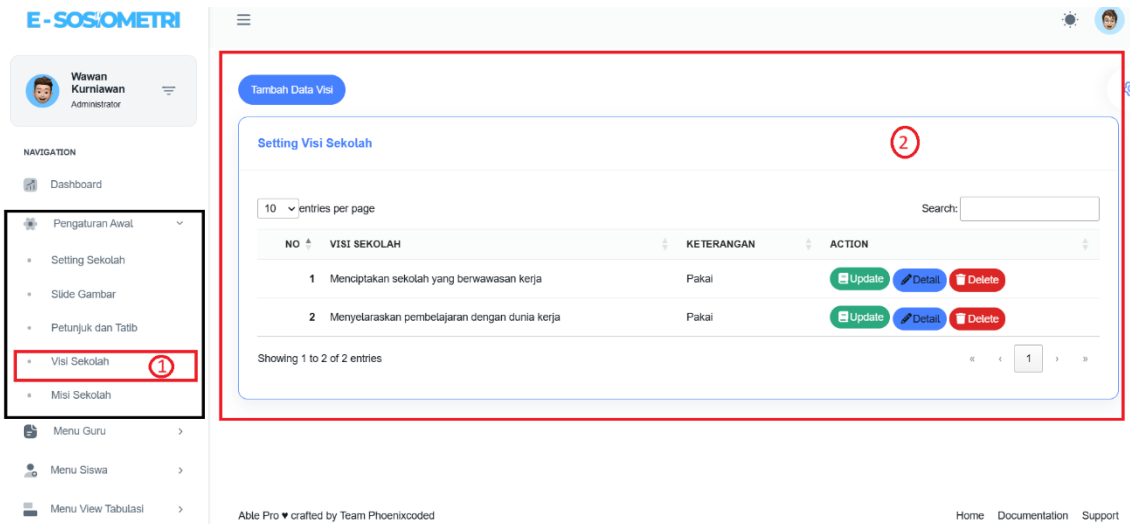 E - SOSIOMETRI
Wawan
Kurniawan
Administrator
NAVIGATION
Dashboard
Pengaturan Awal
Setting Sekolah
Slide Gambar
Petunjuk dan Tatib
Visi Sekolah
1
Misi Sekolah
Menu Guru
Menu Siswa
Menu View Tabulasi
Tambah Data Visi
Setting Visi Sekolah
2
10 entries per page
Search:
NO VISI SEKOLAH KETERANGAN ACTION
1 Menciptakan sekolah yang berwawasan kerja Pakai Update Detail Delete
2 Menyelaraskan pembelajaran dengan dunia kerja Pakai Update Detail Delete
Showing 1 to 2 of 2 entries
« ‹ 1 › »
Able Pro ♥ crafted by Team Phoenixcoded
Home Documentation Support